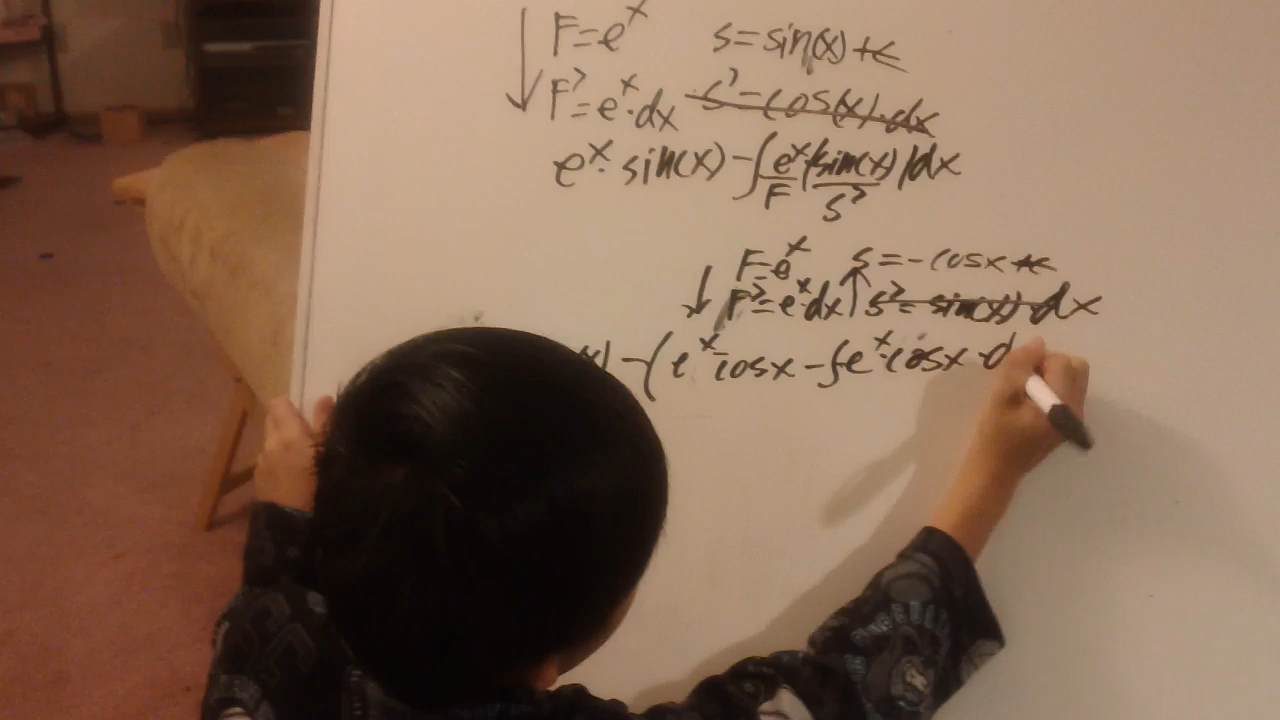 F=e^x s=sin(x)+c
F'=e^x·dx s'=cos(x)·dx
e^x·sin(x)-∫e^x(sin(x))dx
F s'
F=e^x s=-cosx+c
F'=e^x·dx s'=sin(x)·dx
x)-(e^x·cosx-∫e^x·cosx·d